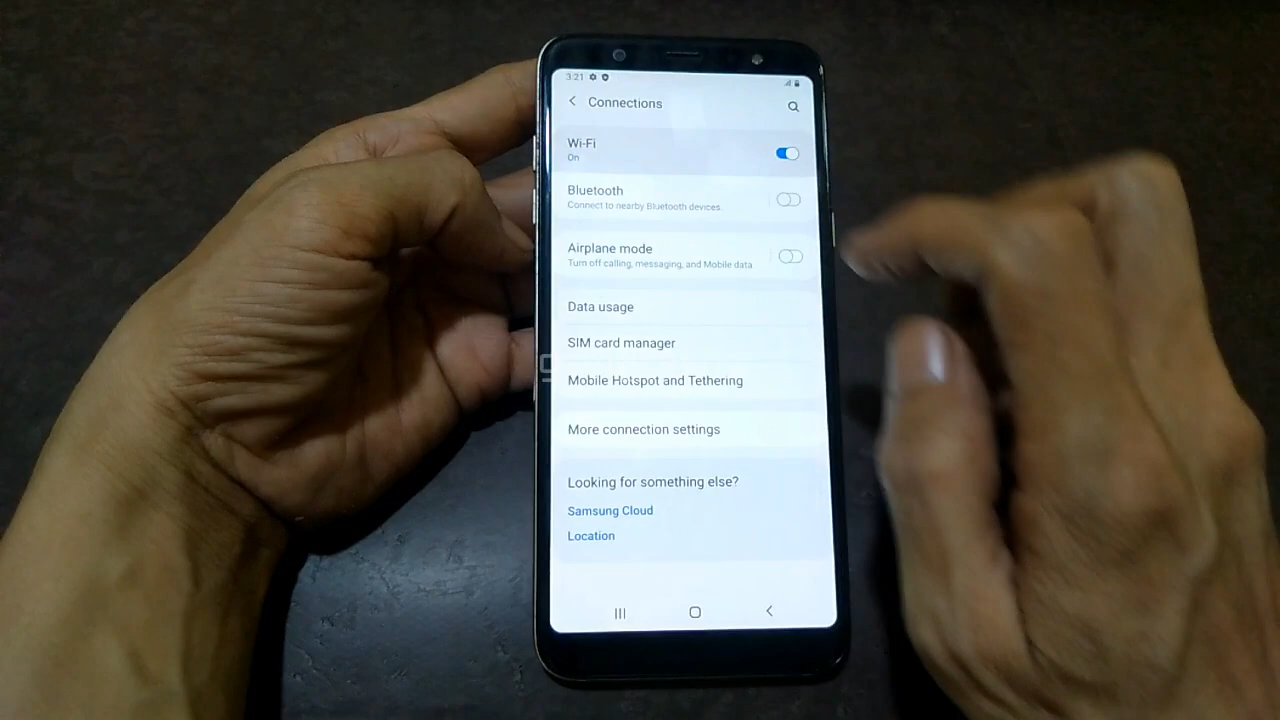 3:21
Connections
Wi-Fi
On
Bluetooth
Connect to nearby Bluetooth devices.
Airplane mode
Turn off calling, messaging, and Mobile data
Data usage
SIM card manager
Mobile Hotspot and Tethering
More connection settings
Looking for something else?
Samsung Cloud
Location